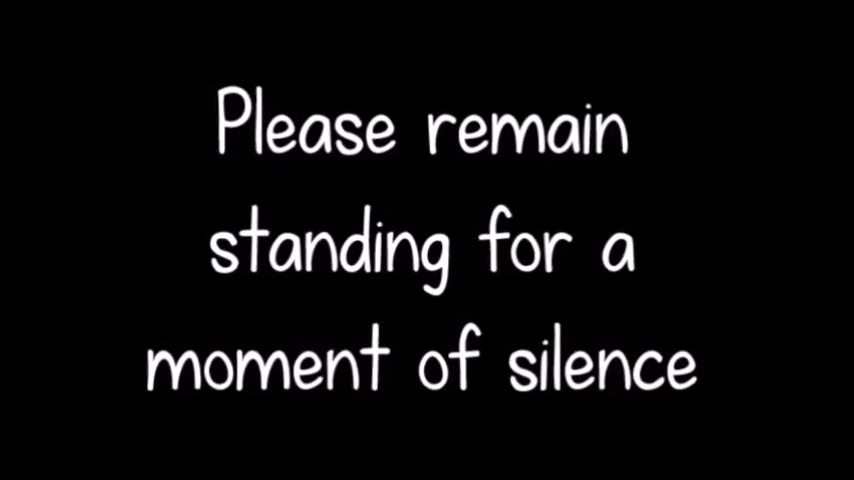 Please remain
standing for a
moment of silence